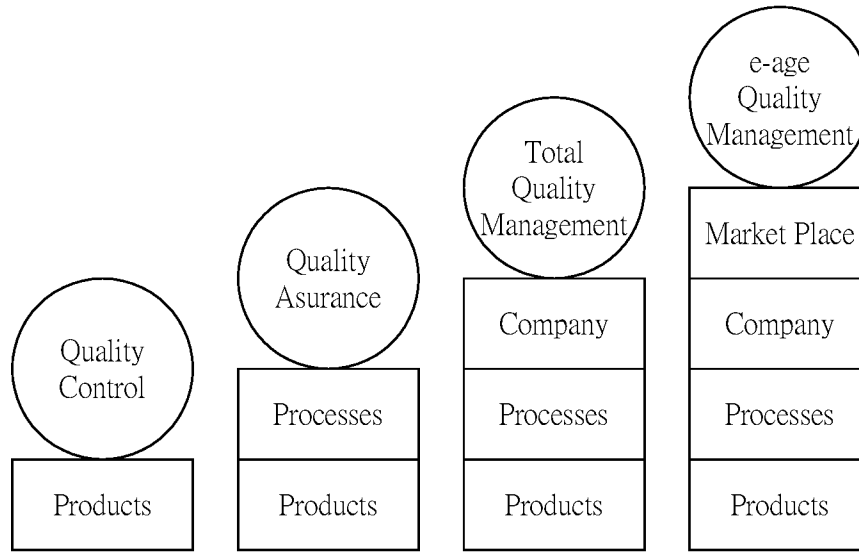 Quality
Control
Products
Quality
Asurance
Processes
Products
Total
Quality
Management
Company
Processes
Products
e-age
Quality
Management
Market Place
Company
Processes
Products